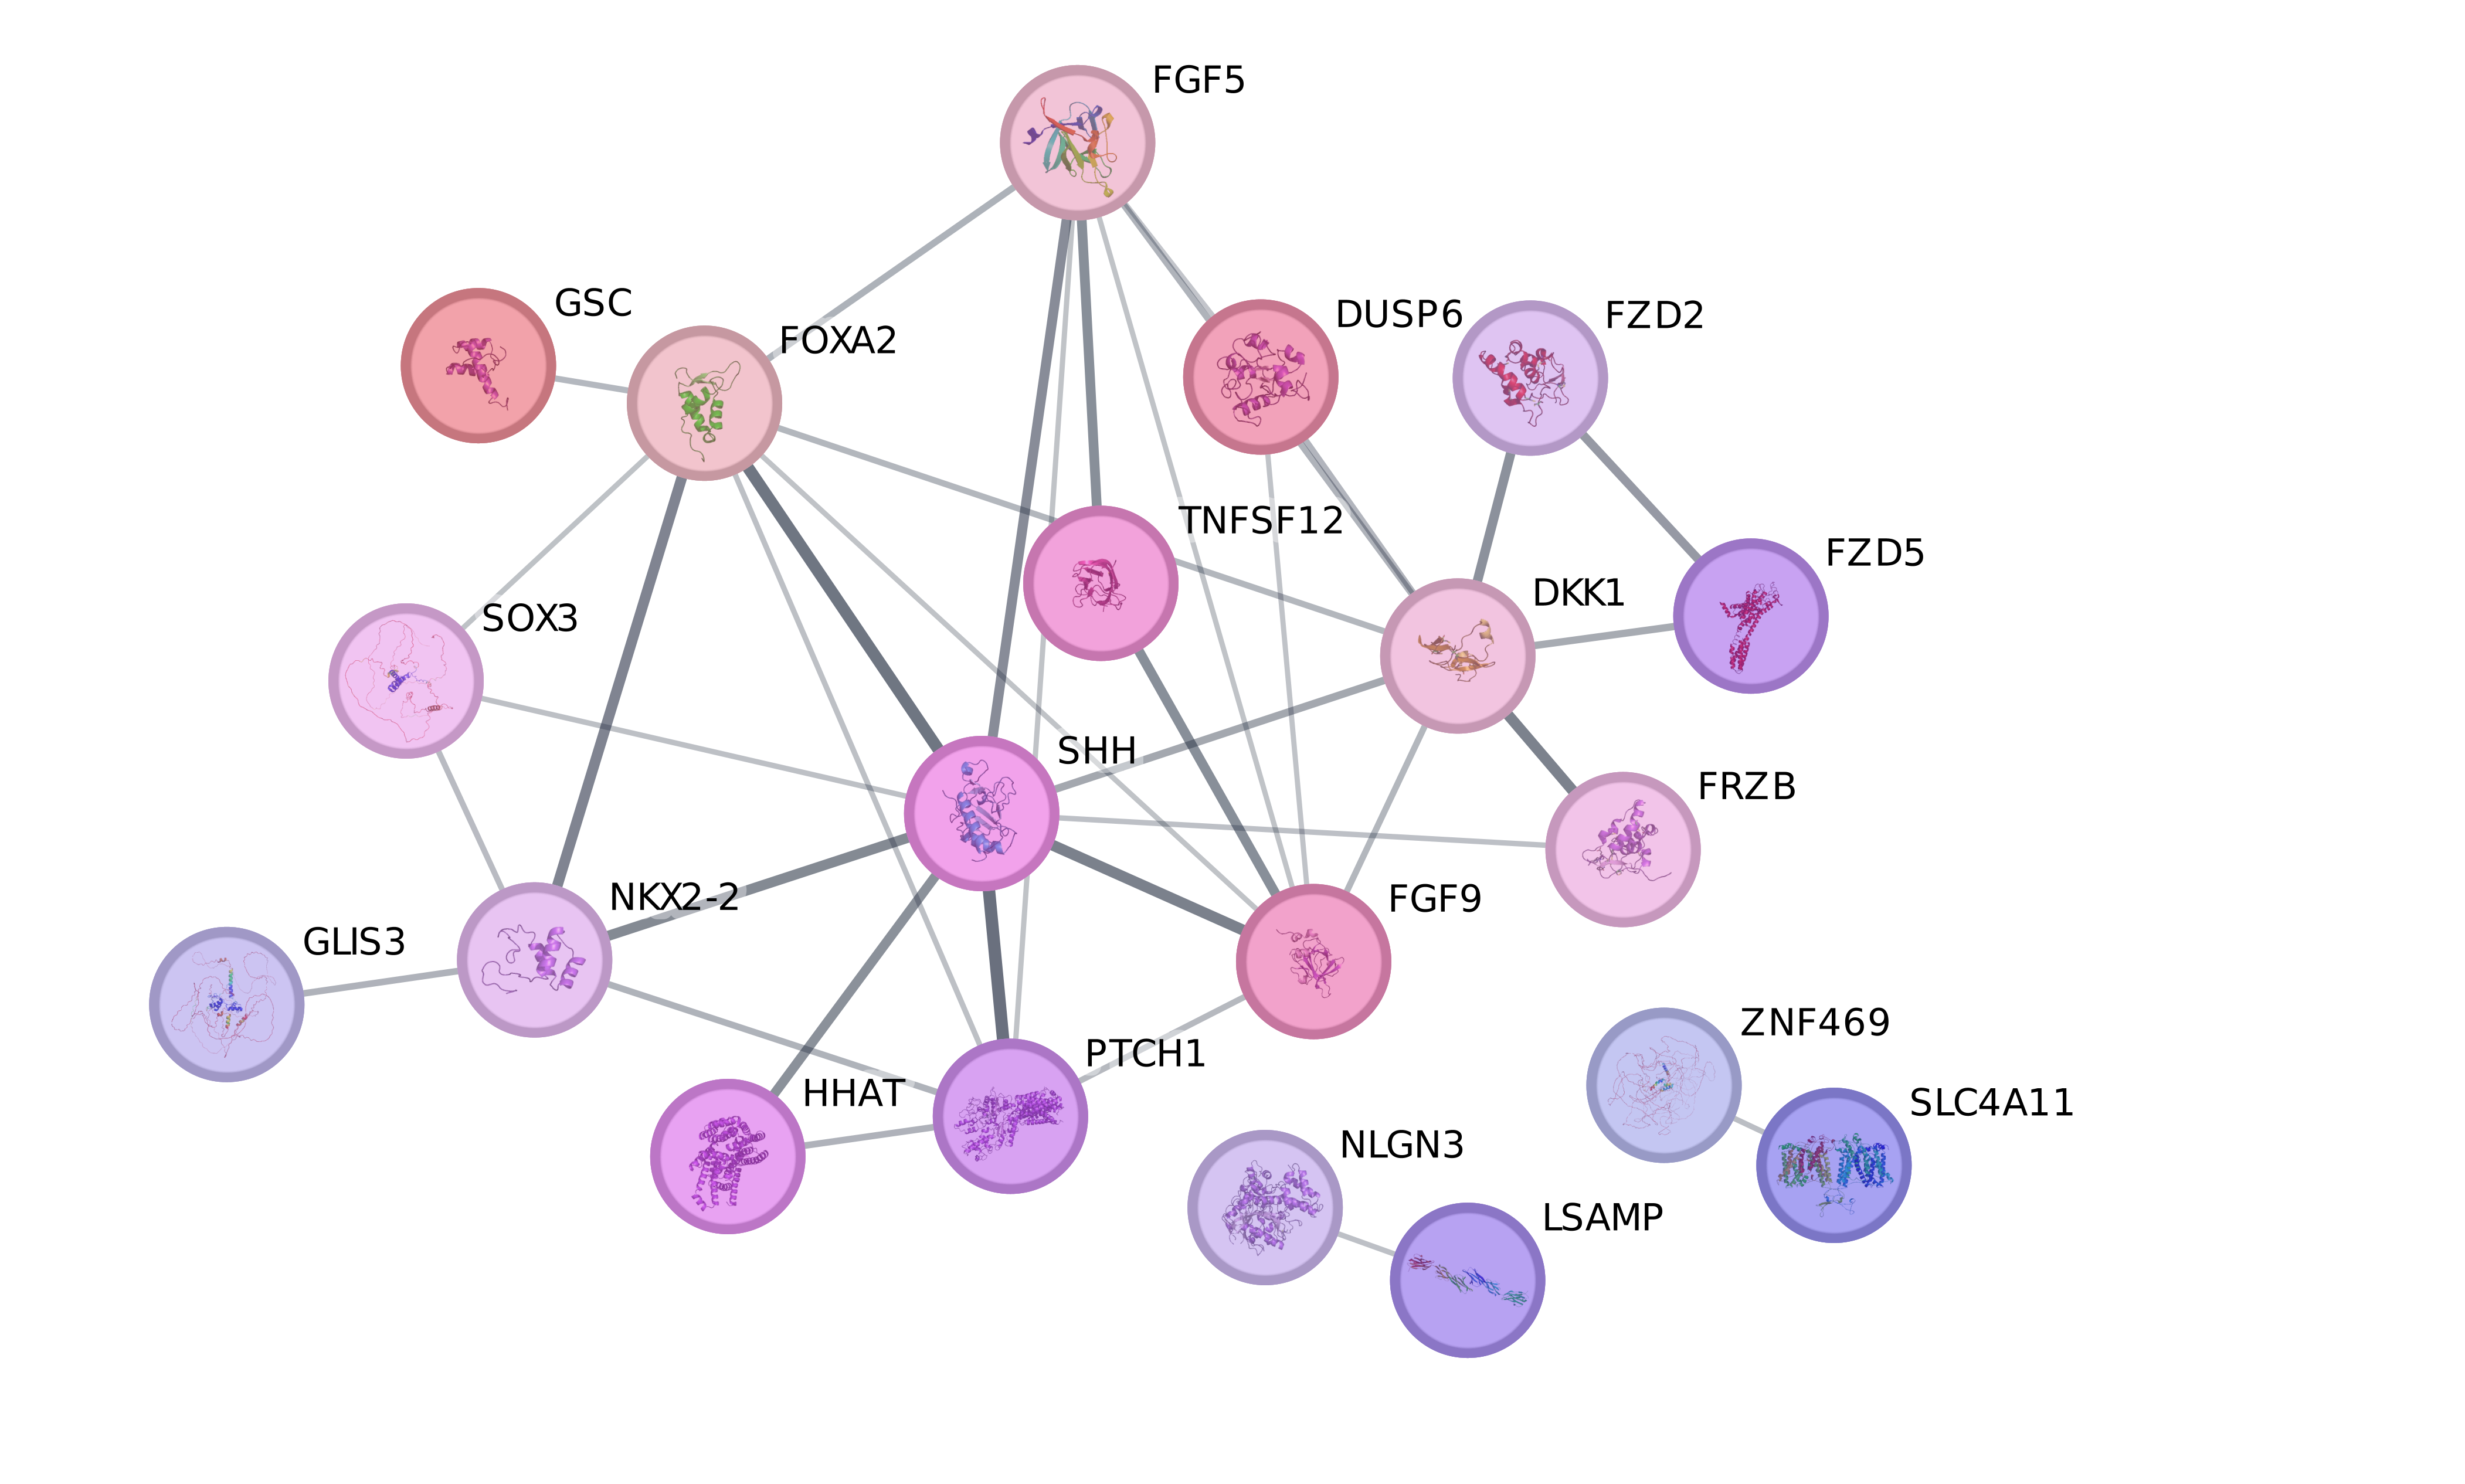 FGF5
GSC
FOXA2
DUSP6
FZD2
TNFSF12
FZD5
DKK1
SOX3
SHH
FRZB
NKX2-2
FGF9
GLIS3
ZNF469
PTCH1
HHAT
SLC4A11
NLGN3
LSAMP